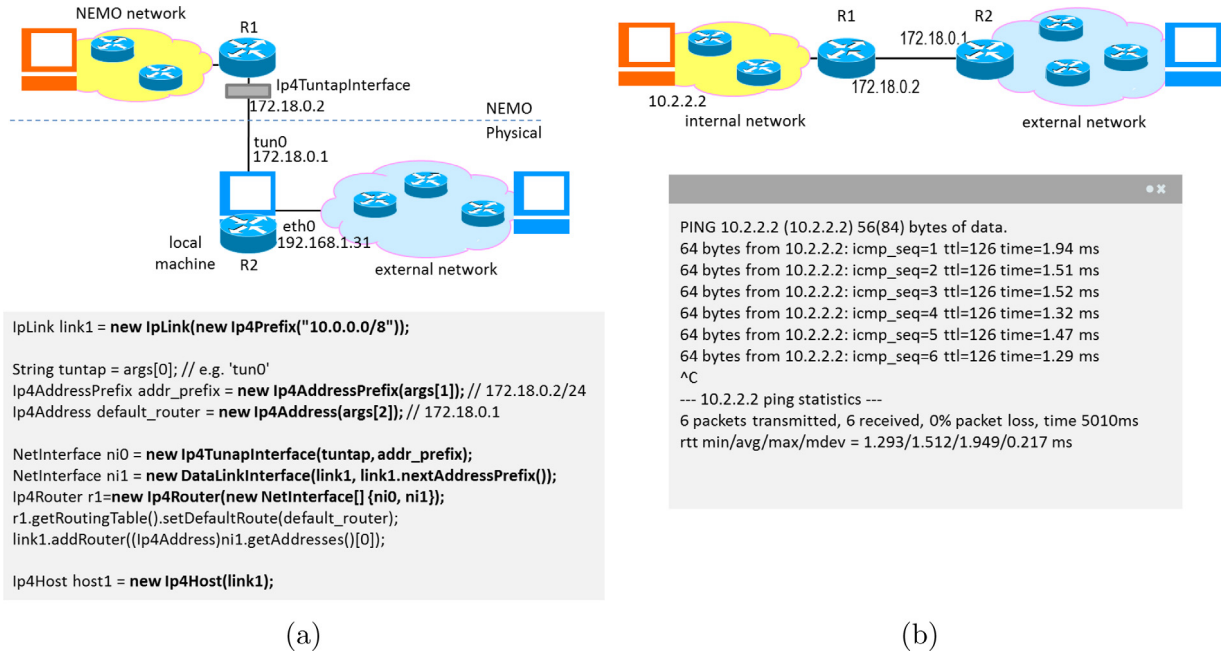 NEMO network
R1
Ip4TuntapInterface
172.18.0.2
NEMO
Physical
tun0
172.18.0.1
eth0
192.168.1.31
local
machine
R2
external network
IpLink link1 = new IpLink(new Ip4Prefix("10.0.0.0/8"));
String tuntap = args[0]; // e.g. 'tun0'
Ip4AddressPrefix addr_prefix = new Ip4AddressPrefix(args[1]); // 172.18.0.2/24
Ip4Address default_router = new Ip4Address(args[2]); // 172.18.0.1
NetInterface ni0 = new Ip4TunapInterface(tuntap, addr_prefix);
NetInterface ni1 = new DataLinkInterface(link1, link1.nextAddressPrefix());
Ip4Router r1=new Ip4Router(new NetInterface[] {ni0, ni1});
r1.getRoutingTable().setDefaultRoute(default_router);
link1.addRouter((Ip4Address)ni1.getAddresses()[0]);
Ip4Host host1 = new Ip4Host(link1);
(a)
R1
R2
172.18.0.1
172.18.0.2
10.2.2.2
internal network
external network
PING 10.2.2.2 (10.2.2.2) 56(84) bytes of data.
64 bytes from 10.2.2.2: icmp_seq=1 ttl=126 time=1.94 ms
64 bytes from 10.2.2.2: icmp_seq=2 ttl=126 time=1.51 ms
64 bytes from 10.2.2.2: icmp_seq=3 ttl=126 time=1.52 ms
64 bytes from 10.2.2.2: icmp_seq=4 ttl=126 time=1.32 ms
64 bytes from 10.2.2.2: icmp_seq=5 ttl=126 time=1.47 ms
64 bytes from 10.2.2.2: icmp_seq=6 ttl=126 time=1.29 ms
^C
--- 10.2.2.2 ping statistics ---
6 packets transmitted, 6 received, 0% packet loss, time 5010ms
rtt min/avg/max/mdev = 1.293/1.512/1.949/0.217 ms
(b)